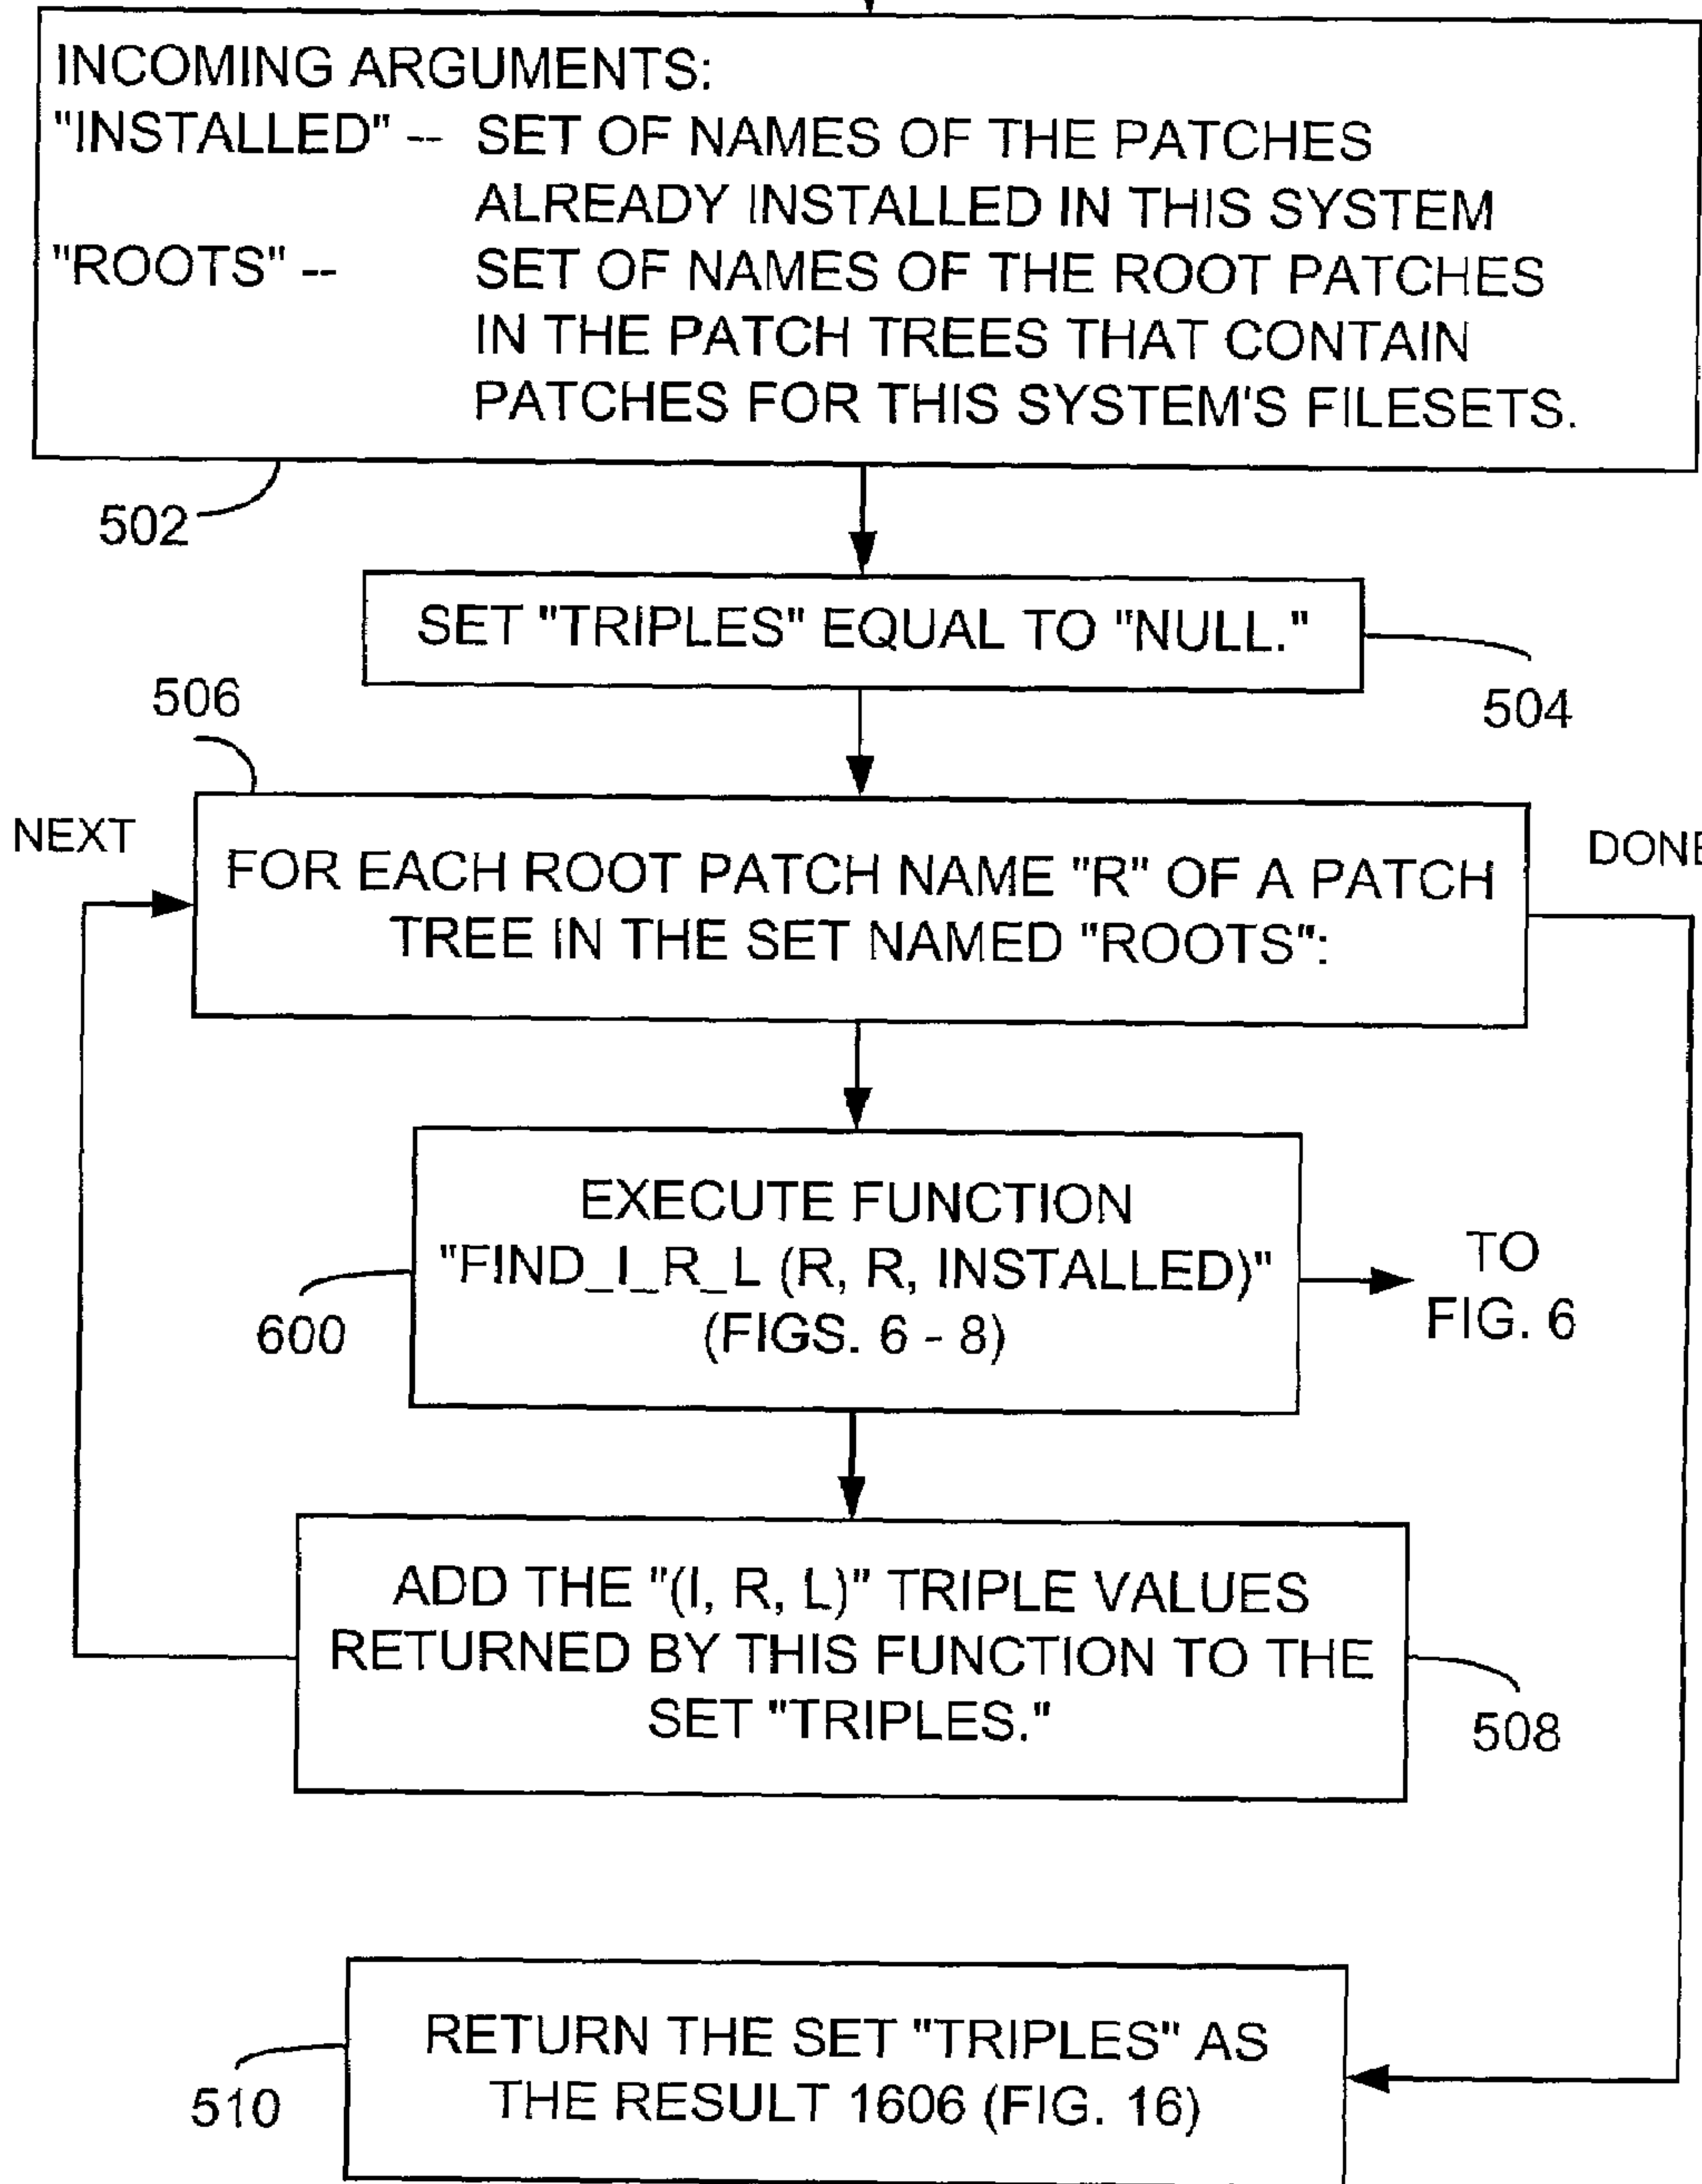 INCOMING ARGUMENTS:
"INSTALLED" -- SET OF NAMES OF THE PATCHES
ALREADY INSTALLED IN THIS SYSTEM
"ROOTS" -- SET OF NAMES OF THE ROOT PATCHES
IN THE PATCH TREES THAT CONTAIN
PATCHES FOR THIS SYSTEM'S FILESETS.
502
SET "TRIPLES" EQUAL TO "NULL."
504
506
NEXT
FOR EACH ROOT PATCH NAME "R" OF A PATCH
TREE IN THE SET NAMED "ROOTS":
DONE
EXECUTE FUNCTION
"FIND_I_R_L (R, R, INSTALLED)"
(FIGS. 6 - 8)
600
TO
FIG. 6
ADD THE "(I, R, L)" TRIPLE VALUES
RETURNED BY THIS FUNCTION TO THE
SET "TRIPLES."
508
RETURN THE SET "TRIPLES" AS
THE RESULT 1606 (FIG. 16)
510